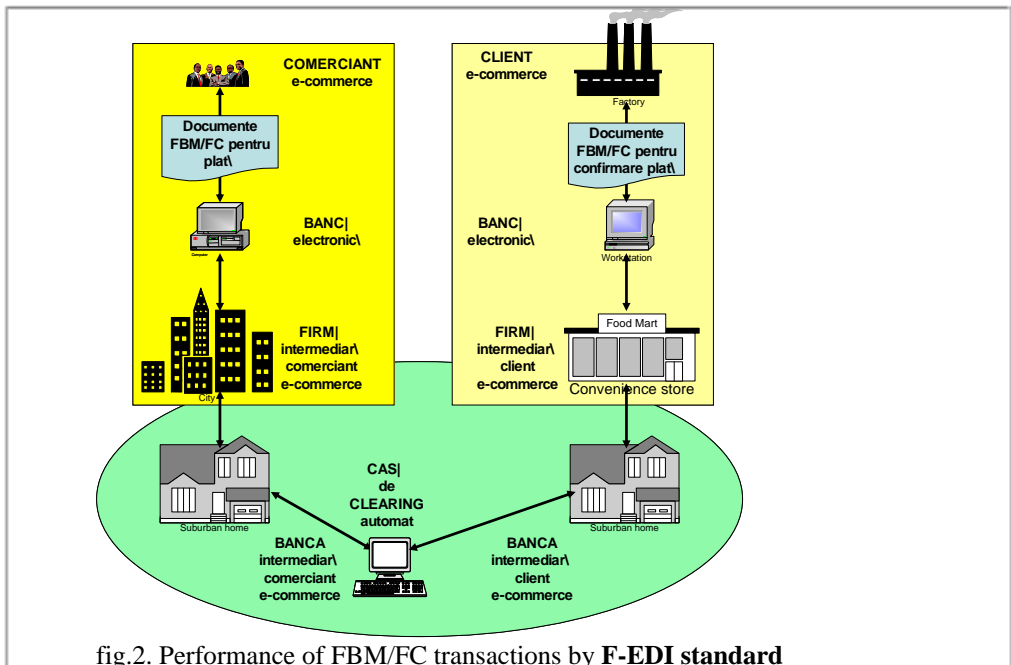 COMERCIANT
e-commerce
Documente
FBM/FC pentru
plat\
BANC|
electronic\
Computer
FIRM|
intermediar\
comerciant
e-commerce
City
CLIENT
e-commerce
Factory
Documente
FBM/FC pentru
confirmare plat\
BANC|
electronic\
Workstation
FIRM|
intermediar\
client
e-commerce
Food Mart
Convenience store
Suburban home
CAS|
de
CLEARING
automat
Suburban home
BANCA
intermediar\
comerciant
e-commerce
BANCA
intermediar\
client
e-commerce
fig.2. Performance of FBM/FC transactions by F-EDI standard